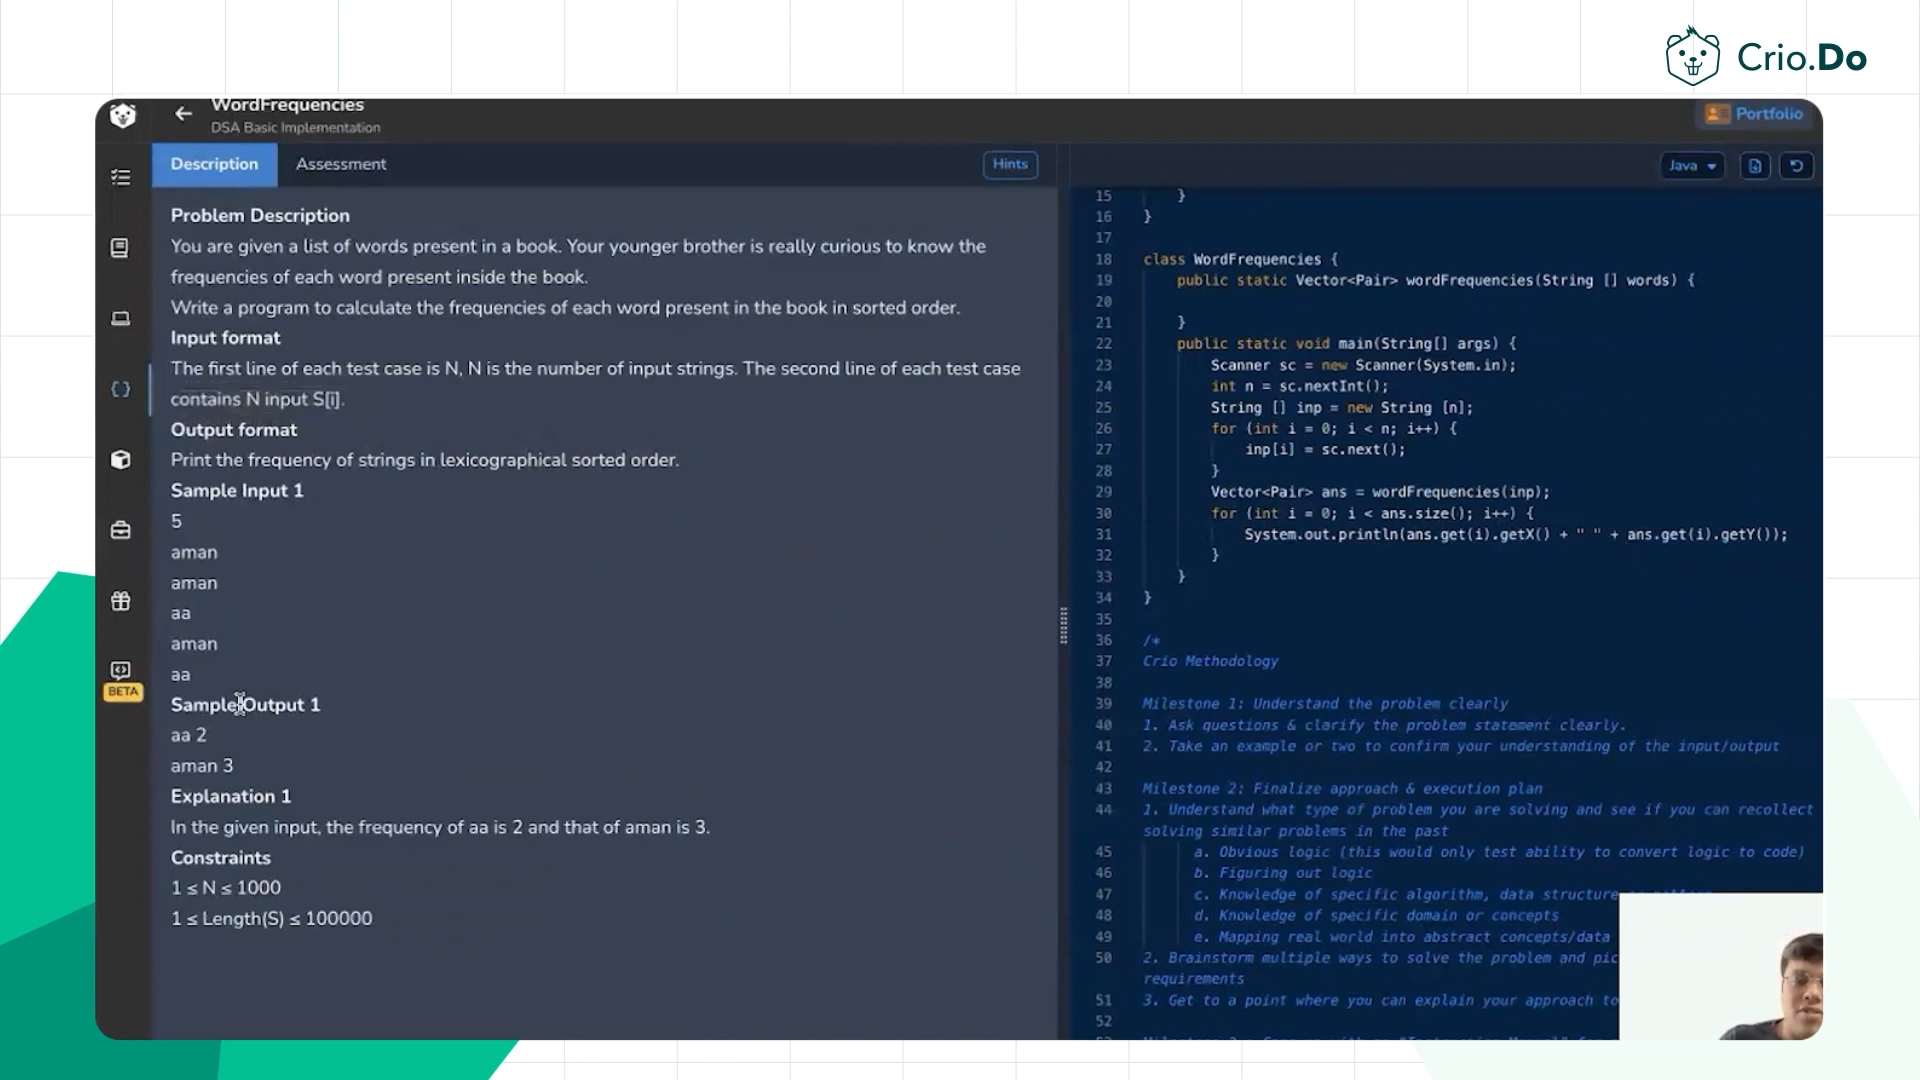 Crio.Do
WordFrequencies
DSA Basic Implementation
Portfolio
Description
Assessment
Hints
Java
Problem Description
You are given a list of words present in a book. Your younger brother is really curious to know the
frequencies of each word present inside the book.
Write a program to calculate the frequencies of each word present in the book in sorted order.
Input format
The first line of each test case is N, N is the number of input strings. The second line of each test case
contains N input S[i].
Output format
Print the frequency of strings in lexicographical sorted order.
Sample Input 1
5
aman
aman
aa
aman
aa
BETA
Sample Output 1
aa 2
aman 3
Explanation 1
In the given input, the frequency of aa is 2 and that of aman is 3.
Constraints
1 ≤ N ≤ 1000
1 ≤ Length(S) ≤ 100000
15 }
16 }
17
18 class WordFrequencies {
19 public static Vector<Pair> wordFrequencies(String [] words) {
20
21 }
22 public static void main(String[] args) {
23 Scanner sc = new Scanner(System.in);
24 int n = sc.nextInt();
25 String [] inp = new String [n];
26 for (int i = 0; i < n; i++) {
27 inp[i] = sc.next();
28 }
29 Vector<Pair> ans = wordFrequencies(inp);
30 for (int i = 0; i < ans.size(); i++) {
31 System.out.println(ans.get(i).getX() + " " + ans.get(i).getY());
32 }
33 }
34 }
35
36 /*
37 Crio Methodology
38
39 Milestone 1: Understand the problem clearly
40 1. Ask questions & clarify the problem statement clearly.
41 2. Take an example or two to confirm your understanding of the input/output
42
43 Milestone 2: Finalize approach & execution plan
44 1. Understand what type of problem you are solving and see if you can recollect
solving similar problems in the past
45 a. Obvious logic (this would only test ability to convert logic to code)
46 b. Figuring out logic
47 c. Knowledge of specific algorithm, data structure
48 d. Knowledge of specific domain or concepts
49 e. Mapping real world into abstract concepts/data
50 2. Brainstorm multiple ways to solve the problem and pic
requirements
51 3. Get to a point where you can explain your approach to
52